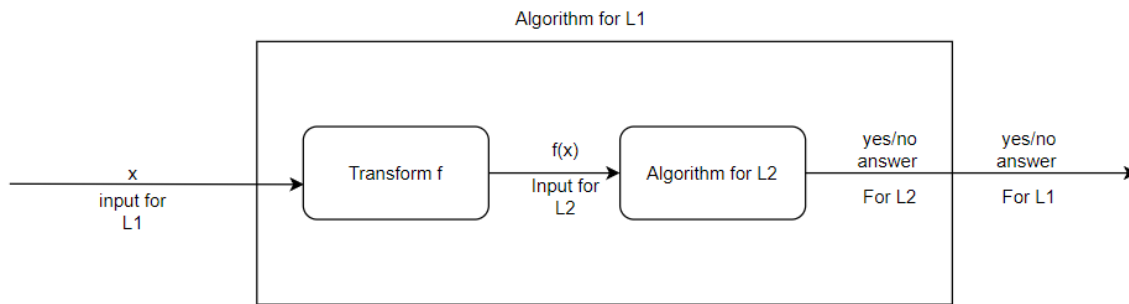 Algorithm for L1
x
input for
L1
Transform f
f(x)
Input for
L2
Algorithm for L2
yes/no
answer
For L2
yes/no
answer
For L1